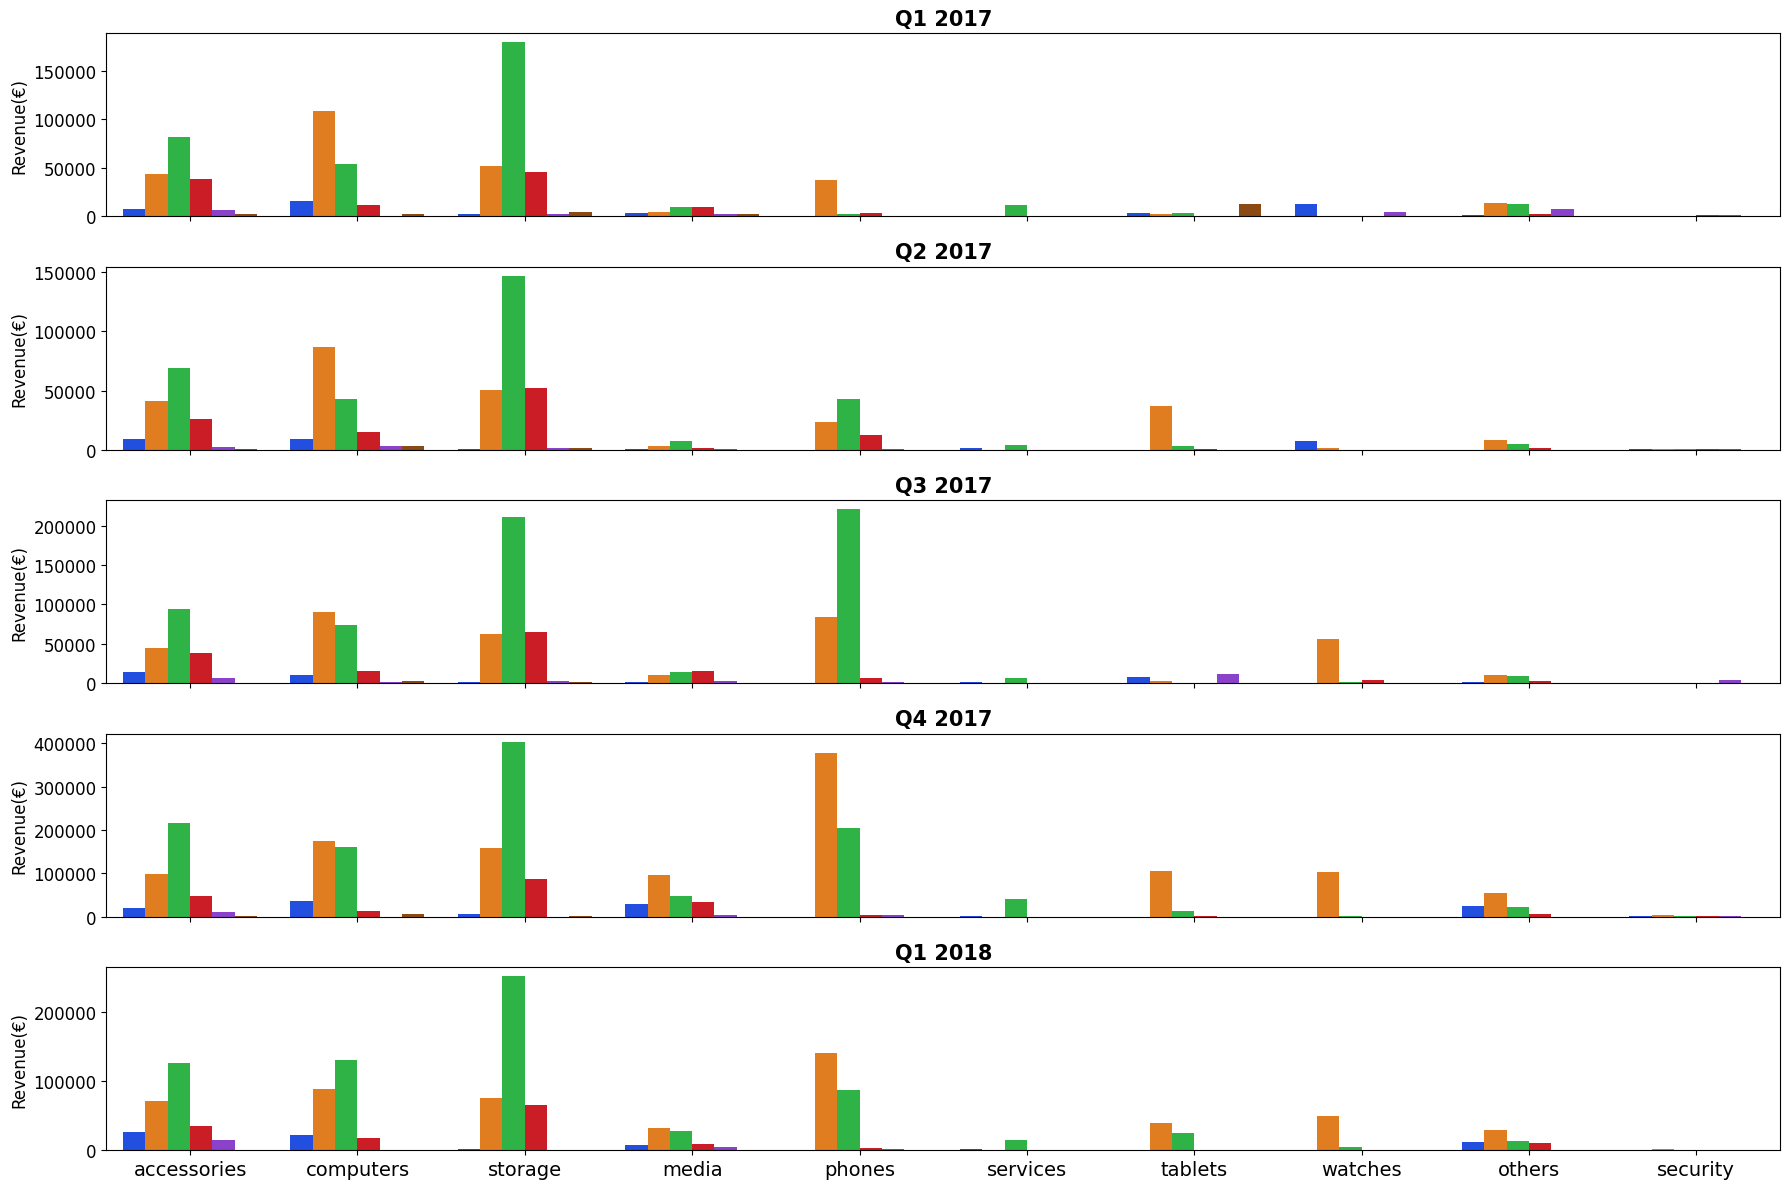 Q1 2017
Revenue(€)
150000
100000
50000
0
Q2 2017
Revenue(€)
150000
100000
50000
0
Q3 2017
Revenue(€)
200000
150000
100000
50000
0
Q4 2017
Revenue(€)
400000
300000
200000
100000
0
Q1 2018
Revenue(€)
200000
100000
0
accessories computers storage media phones services tablets watches others security